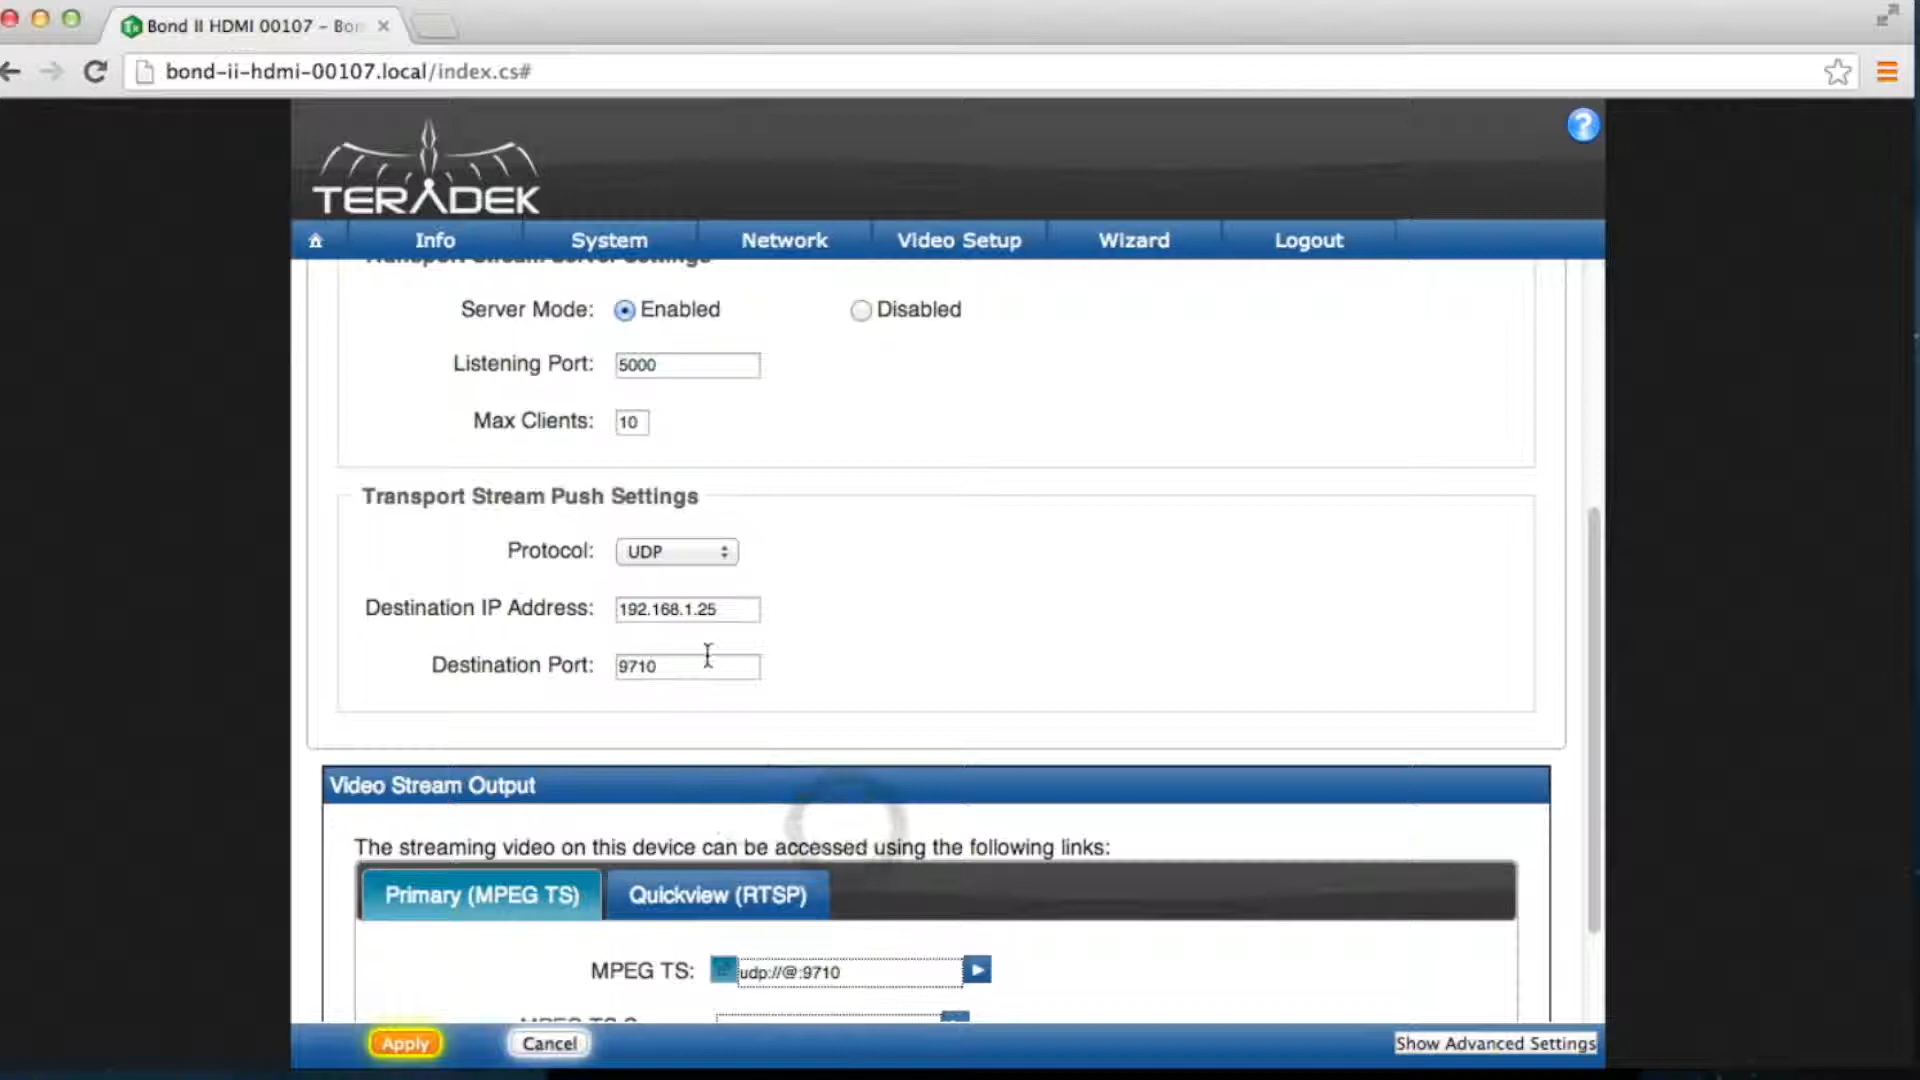 Bond II HDMI 00107 – Bon
bond-ii-hdmi-00107.local/index.cs#
?
TERADEK
Info
System
Network
Video Setup
Wizard
Logout
Transport Stream Server Settings
Server Mode: Enabled Disabled
Listening Port: 5000
Max Clients: 10
Transport Stream Push Settings
Protocol: UDP
Destination IP Address: 192.168.1.25
Destination Port: 9710
Video Stream Output
The streaming video on this device can be accessed using the following links:
Primary (MPEG TS)
Quickview (RTSP)
MPEG TS: udp://@:9710
Apply
Cancel
Show Advanced Settings